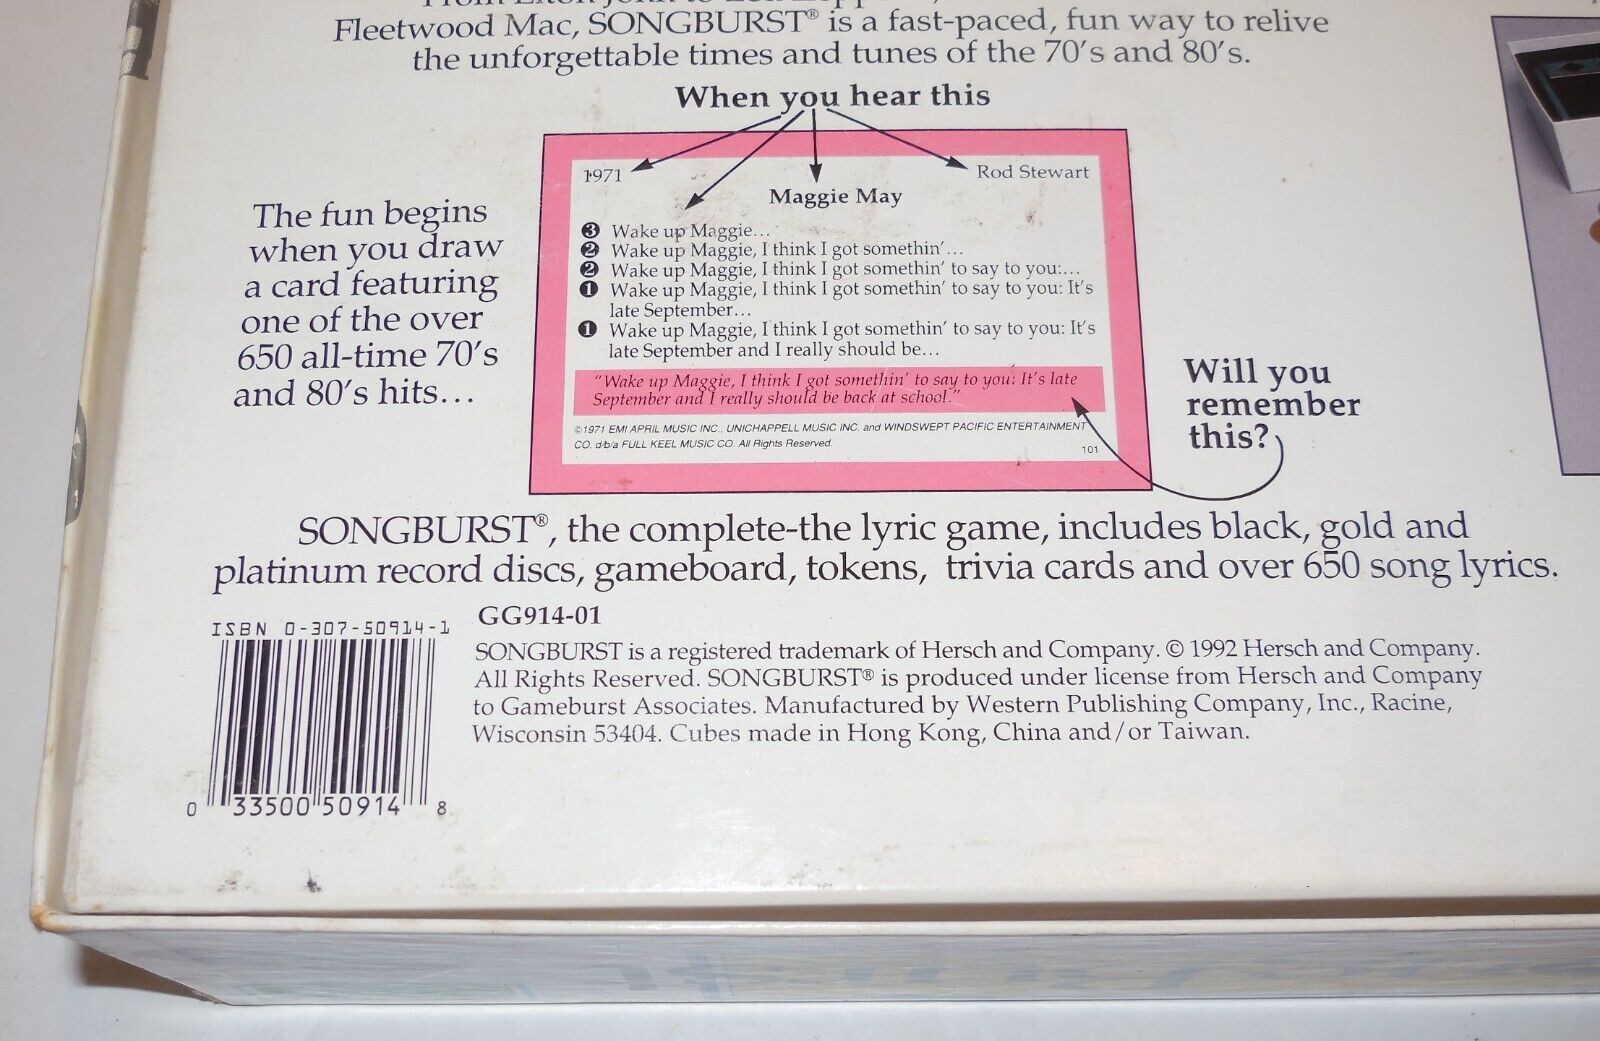 Fleetwood Mac, SONGBURST® is a fast-paced, fun way to relive
the unforgettable times and tunes of the 70's and 80's.
When you hear this
The fun begins
when you draw
a card featuring
one of the over
650 all-time 70's
and 80's hits...
1971
Rod Stewart
Maggie May
3 Wake up Maggie...
2 Wake up Maggie, I think I got somethin'...
2 Wake up Maggie, I think I got somethin' to say to you:...
1 Wake up Maggie, I think I got somethin' to say to you: It's
late September...
1 Wake up Maggie, I think I got somethin' to say to you: It's
late September and I really should be...
"Wake up Maggie, I think I got somethin' to say to you: It's late
September and I really should be back at school."
©1971 EMI APRIL MUSIC INC., UNICHAPPELL MUSIC INC. and WINDSWEPT PACIFIC ENTERTAINMENT
CO. d/b/a FULL KEEL MUSIC CO. All Rights Reserved.
101
Will you
remember
this?
SONGBURST®, the complete-the lyric game, includes black, gold and
platinum record discs, gameboard, tokens, trivia cards and over 650 song lyrics.
ISBN 0-307-50914-1
0 33500 50914 8
GG914-01
SONGBURST is a registered trademark of Hersch and Company. © 1992 Hersch and Company.
All Rights Reserved. SONGBURST® is produced under license from Hersch and Company
to Gameburst Associates. Manufactured by Western Publishing Company, Inc., Racine,
Wisconsin 53404. Cubes made in Hong Kong, China and/or Taiwan.